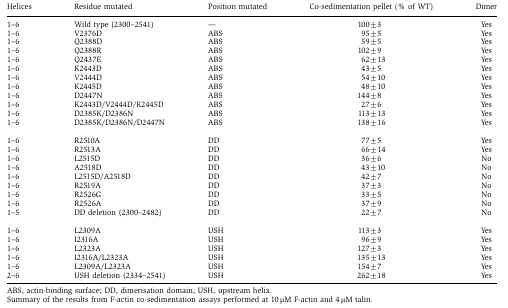 Helices Residue mutated Position mutated Co-sedimentation pellet (% of WT) Dimer
1–6 Wild type (2300–2541) — 100±3 Yes
1–6 V2376D ABS 95±5 Yes
1–6 Q2388D ABS 59±5 Yes
1–6 Q2388R ABS 102±9 Yes
1–6 Q2437E ABS 62±13 Yes
1–6 K2443D ABS 43±5 Yes
1–6 V2444D ABS 54±10 Yes
1–6 K2445D ABS 48±10 Yes
1–6 D2447N ABS 144±8 Yes
1–6 K2443D/V2444D/K2445D ABS 27±6 Yes
1–6 D2385K/D2386N ABS 113±13 Yes
1–6 D2385K/D2386N/D2447N ABS 138±16 Yes
1–6 R2510A DD 77±5 Yes
1–6 R2513A DD 66±14 Yes
1–6 L2515D DD 36±6 No
1–6 A2518D DD 43±10 No
1–6 L2515D/A2518D DD 42±7 No
1–6 R2519A DD 37±3 No
1–6 R2526G DD 33±5 No
1–6 R2526A DD 37±9 No
1–5 DD deletion (2300–2482) DD 22±7 No
1–6 L2309A USH 113±3 Yes
1–6 I2316A USH 96±9 Yes
1–6 L2323A USH 127±3 Yes
1–6 I2316A/L2323A USH 135±13 Yes
1–6 L2309A/L2323A USH 154±7 Yes
2–6 USH deletion (2334–2541) USH 262±18 Yes
ABS, actin-binding surface; DD, dimerisation domain; USH, upstream helix.
Summary of the results from F-actin co-sedimentation assays performed at 10 μM F-actin and 4 μM talin.